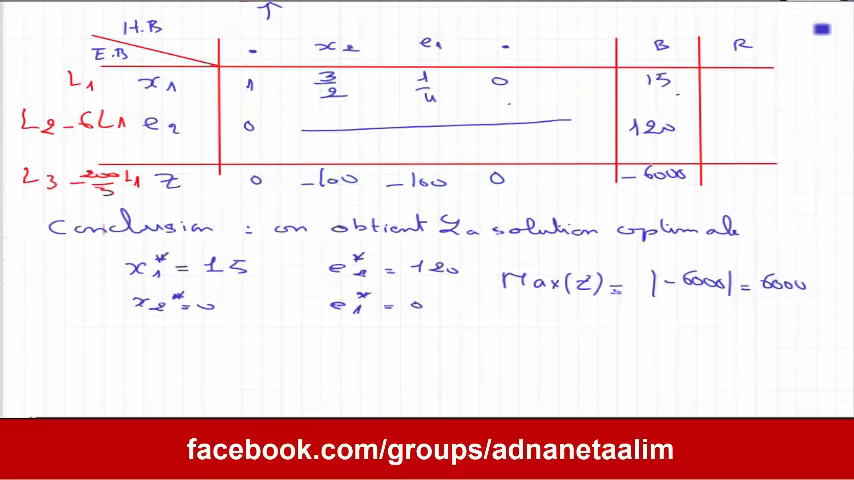 H.B
E.B . x2 e1 . B R
L1 x1 1 3/2 1/4 0 15
L2 - 6L1 e2 0 120
L3 - 200/3 L1 Z 0 -100 -100 0 -6000
Conclusion : on obtient La solution optimale
x1* = 15 e2* = 120 Max(Z) = |-6000| = 6000
x2* = 0 e1* = 0
facebook.com/groups/adnanetaalim